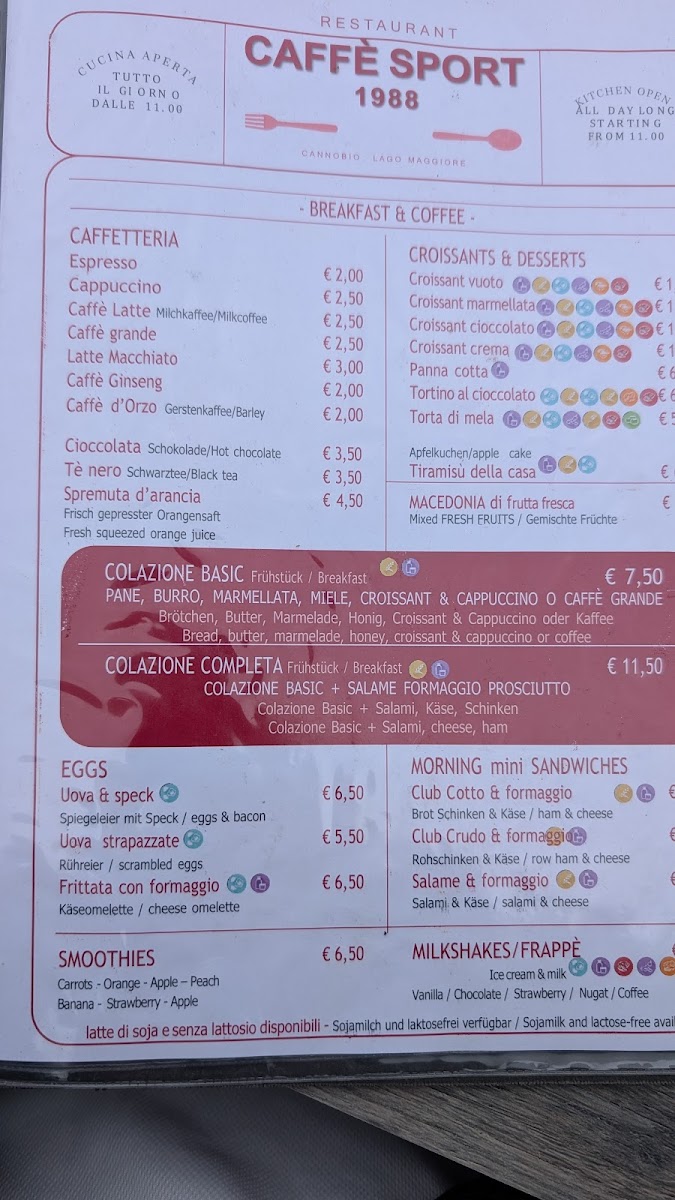 RESTAURANT
CAFFÈ SPORT
1988
CANNOBIO LAGO MAGGIORE
CUCINA APERTA
TUTTO
IL GIORNO
DALLE 11.00
KITCHEN OPEN
ALL DAY LONG
STARTING
FROM 11.00
- BREAKFAST & COFFEE -
CAFFETTERIA
Espresso € 2,00
Cappuccino € 2,50
Caffè Latte Milchkaffee/Milkcoffee € 2,50
Caffè grande € 2,50
Latte Macchiato € 3,00
Caffè Ginseng € 2,00
Caffè d'Orzo Gerstenkaffee/Barley € 2,00
Cioccolata Schokolade/Hot chocolate € 3,50
Tè nero Schwarztee/Black tea € 3,50
Spremuta d'arancia € 4,50
Frisch gepresster Orangensaft
Fresh squeezed orange juice
CROISSANTS & DESSERTS
Croissant vuoto € 1
Croissant marmellata € 1
Croissant cioccolato € 1
Croissant crema € 1
Panna cotta € 6
Tortino al cioccolato € 6
Torta di mela € 5
Apfelkuchen/apple cake
Tiramisù della casa €
MACEDONIA di frutta fresca €
Mixed FRESH FRUITS / Gemischte Früchte
COLAZIONE BASIC Frühstück / Breakfast € 7,50
PANE, BURRO, MARMELLATA, MIELE, CROISSANT & CAPPUCCINO O CAFFÈ GRANDE
Brötchen, Butter, Marmelade, Honig, Croissant & Cappuccino oder Kaffee
Bread, butter, marmelade, honey, croissant & cappuccino or coffee
COLAZIONE COMPLETA Frühstück / Breakfast € 11,50
COLAZIONE BASIC + SALAME FORMAGGIO PROSCIUTTO
Colazione Basic + Salami, Käse, Schinken
Colazione Basic + Salami, cheese, ham
EGGS
Uova & speck € 6,50
Spiegeleier mit Speck / eggs & bacon
Uova strapazzate € 5,50
Rühreier / scrambled eggs
Frittata con formaggio € 6,50
Käseomelette / cheese omelette
MORNING mini SANDWICHES
Club Cotto & formaggio €
Brot Schinken & Käse / ham & cheese
Club Crudo & formaggio €
Rohschinken & Käse / row ham & cheese
Salame & formaggio €
Salami & Käse / salami & cheese
SMOOTHIES € 6,50
Carrots - Orange - Apple – Peach
Banana - Strawberry - Apple
MILKSHAKES/FRAPPÈ €
Ice cream & milk
Vanilla / Chocolate / Strawberry / Nugat / Coffee
latte di soja e senza lattosio disponibili - Sojamilch und laktosefrei verfügbar / Sojamilk and lactose-free avai